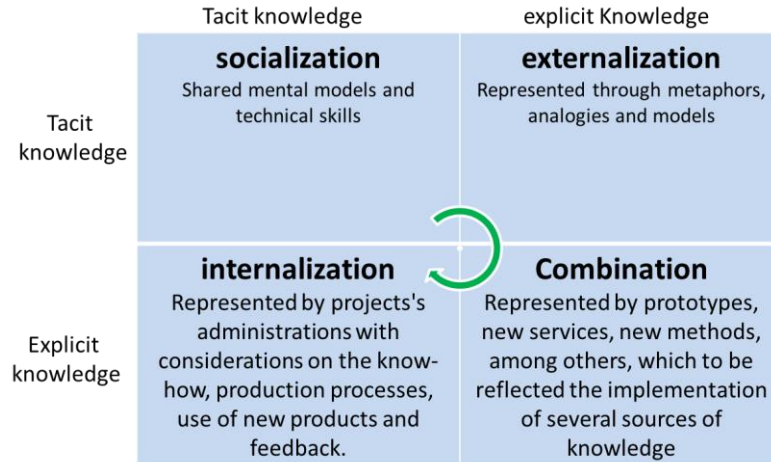 Tacit knowledge
explicit Knowledge
Tacit
knowledge
socialization
Shared mental models and
technical skills
externalization
Represented through metaphors,
analogies and models
Explicit
knowledge
internalization
Represented by projects's
administrations with
considerations on the know-
how, production processes,
use of new products and
feedback.
Combination
Represented by prototypes,
new services, new methods,
among others, which to be
reflected the implementation
of several sources of
knowledge